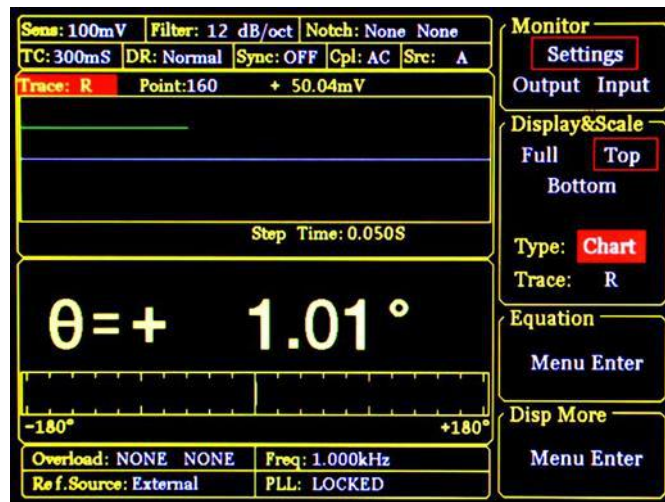 Sens: 100mV Filter: 12 dB/oct Notch: None None
TC: 300mS DR: Normal Sync: OFF Cpl: AC Src: A
Trace: R Point:160 + 50.04mV
Step Time: 0.050S
θ=+ 1.01°
-180° +180°
Overload: NONE NONE Freq: 1.000kHz
Ref.Source: External PLL: LOCKED
Monitor
Settings
Output Input
Display&Scale
Full Top
Bottom
Type: Chart
Trace: R
Equation
Menu Enter
Disp More
Menu Enter